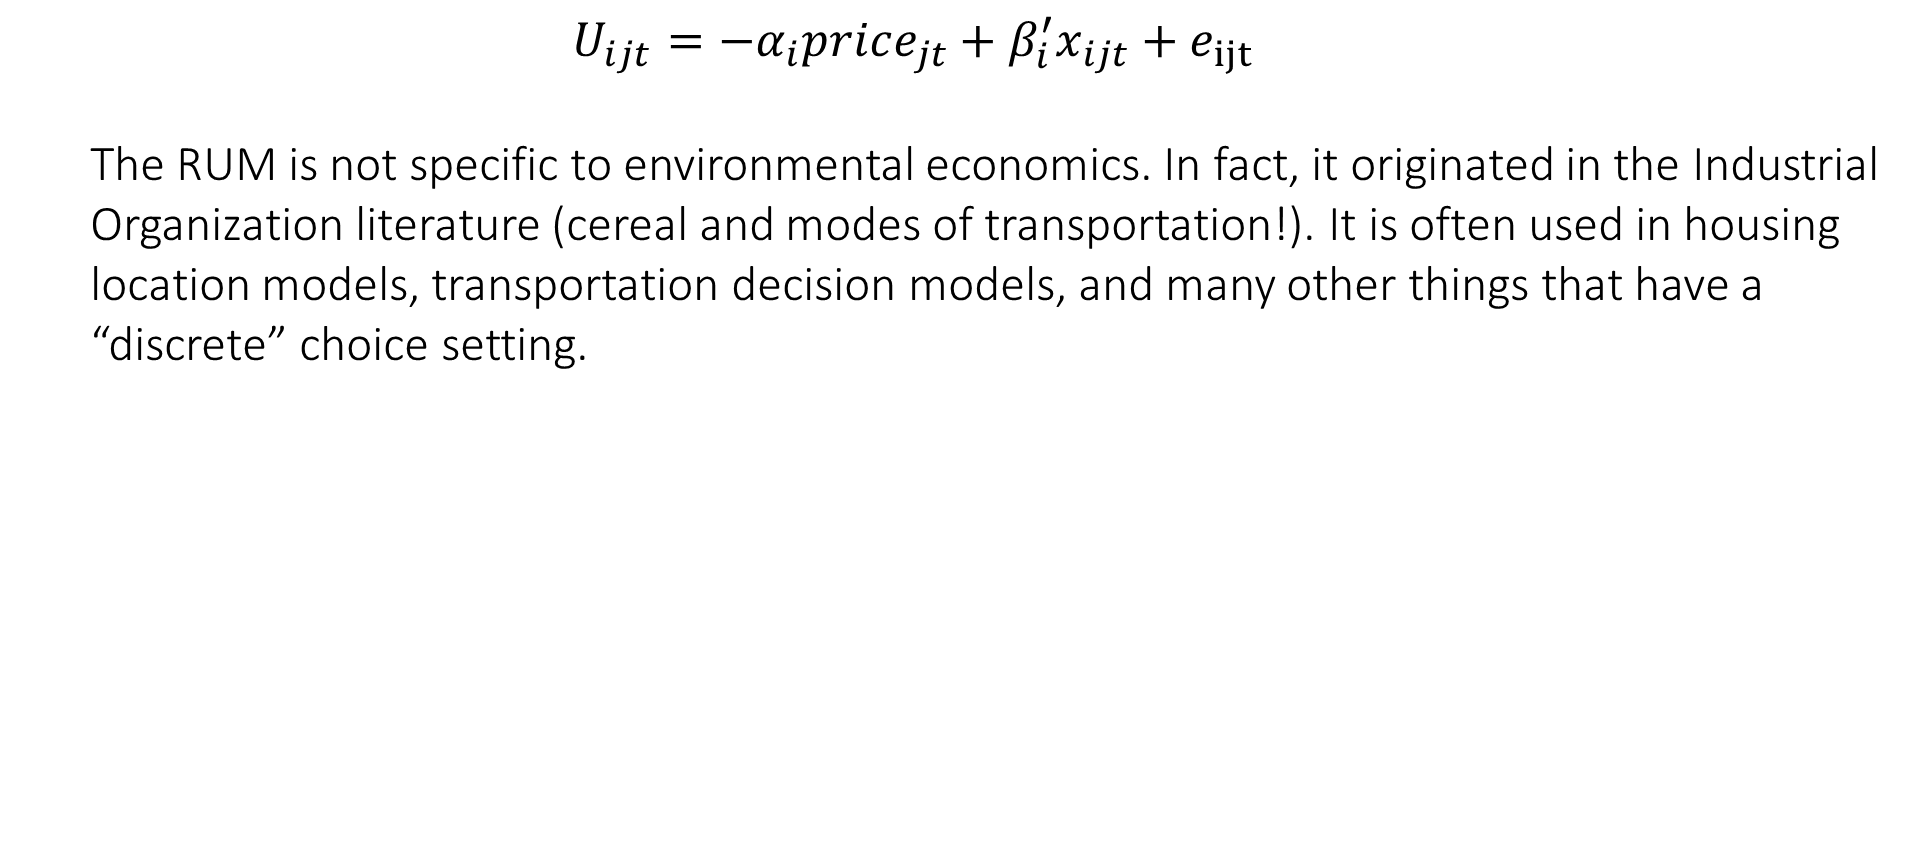 U_{ijt} = −α_i price_{jt} + β_i′ x_{ijt} + e_{ijt}
The RUM is not specific to environmental economics. In fact, it originated in the Industrial
Organization literature (cereal and modes of transportation!). It is often used in housing
location models, transportation decision models, and many other things that have a
“discrete” choice setting.